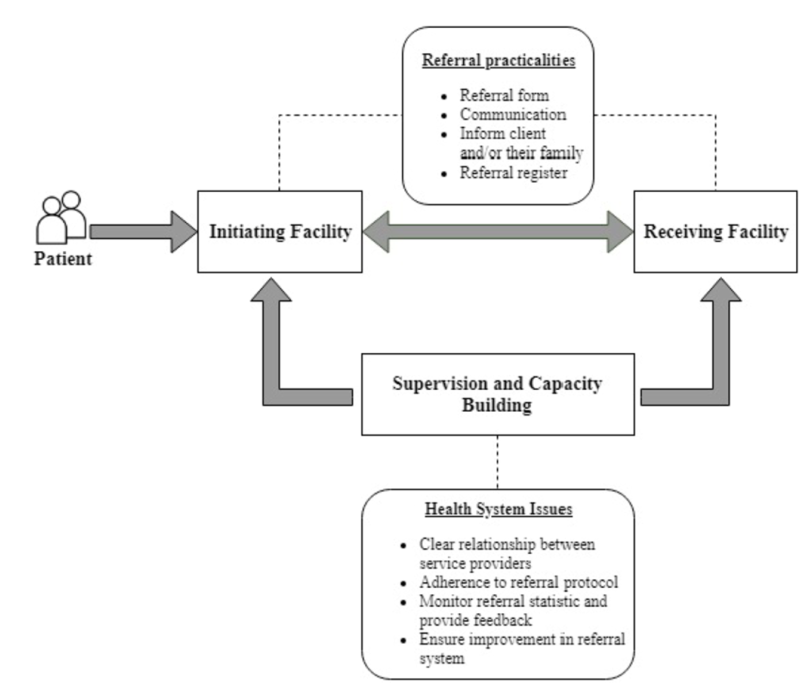 Referral practicalities
• Referral form
• Communication
• Inform client
and/or their family
• Referral register
Patient
Initiating Facility
Receiving Facility
Supervision and Capacity
Building
Health System Issues
• Clear relationship between
service providers
• Adherence to referral protocol
• Monitor referral statistic and
provide feedback
• Ensure improvement in referral
system